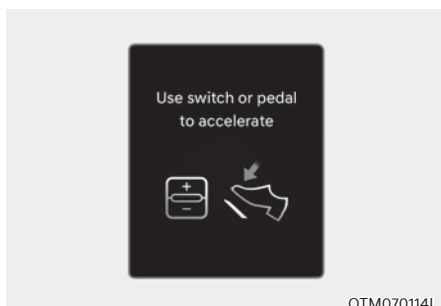 Use switch or pedal
to accelerate
+
−
OTM070114L